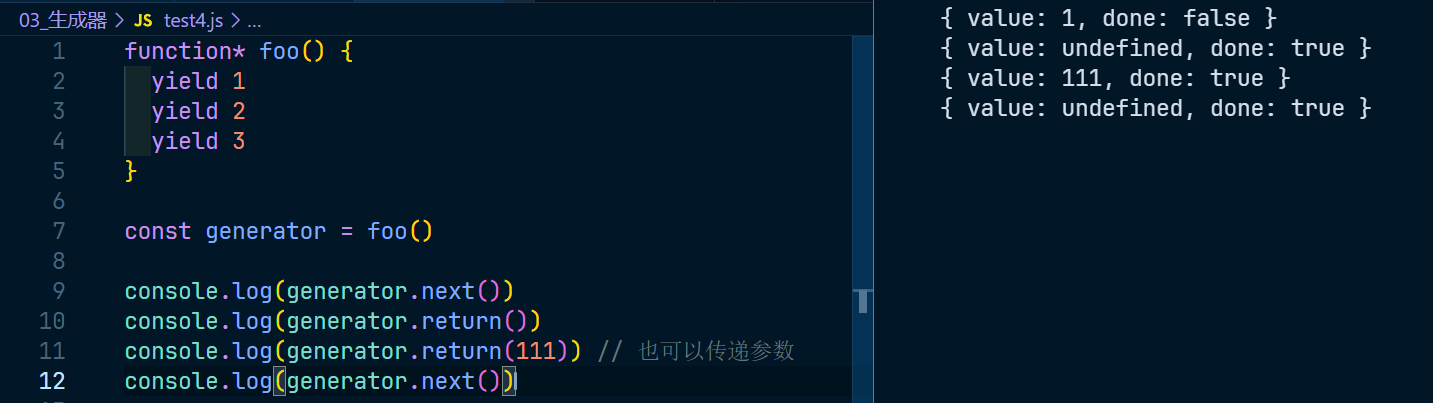 03_生成器 > JS test4.js > ...
1 function* foo() {
2 yield 1
3 yield 2
4 yield 3
5 }
6
7 const generator = foo()
8
9 console.log(generator.next())
10 console.log(generator.return())
11 console.log(generator.return(111)) // 也可以传递参数
12 console.log(generator.next())
{ value: 1, done: false }
{ value: undefined, done: true }
{ value: 111, done: true }
{ value: undefined, done: true }